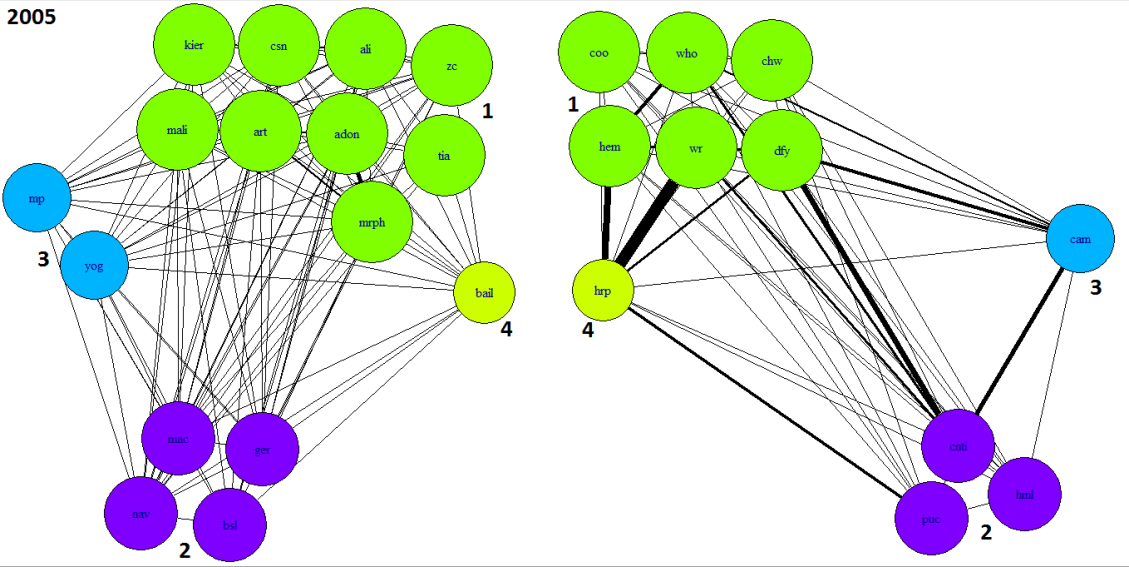 2005
kier
csn
ali
zc
1
mali
art
adon
tia
mrph
mp
3
yog
bail
4
mac
ger
nav
bsl
2
coo
who
chw
1
hem
wr
dfy
cam
3
hrp
4
cnti
hml
puc
2